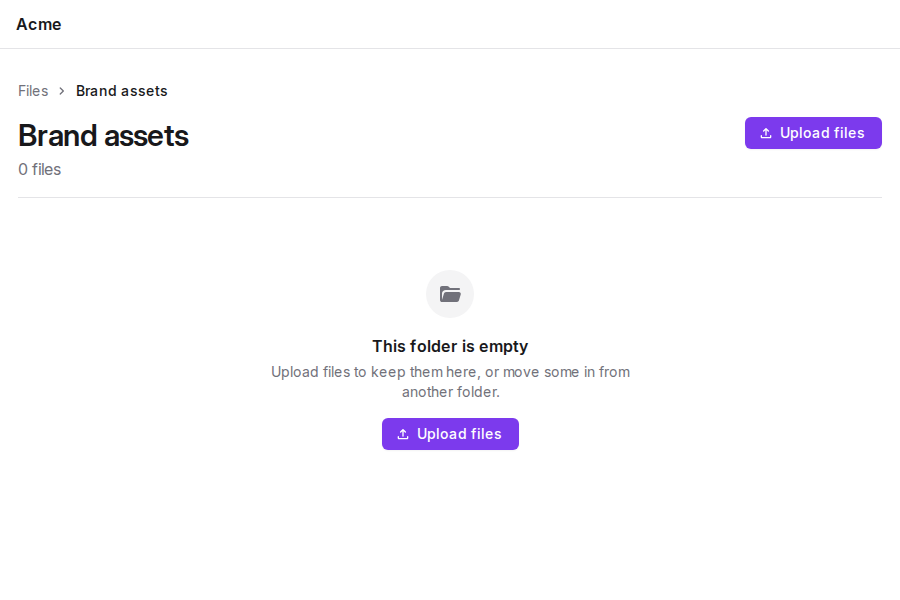 Acme
Files > Brand assets
Brand assets
Upload files
0 files
This folder is empty
Upload files to keep them here, or move some in from
another folder.
Upload files